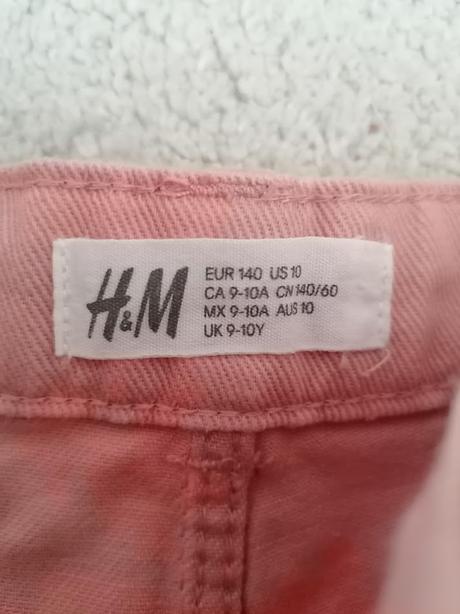 H&M
EUR 140 US 10
CA 9-10A CN 140/60
MX 9-10A AUS 10
UK 9-10Y